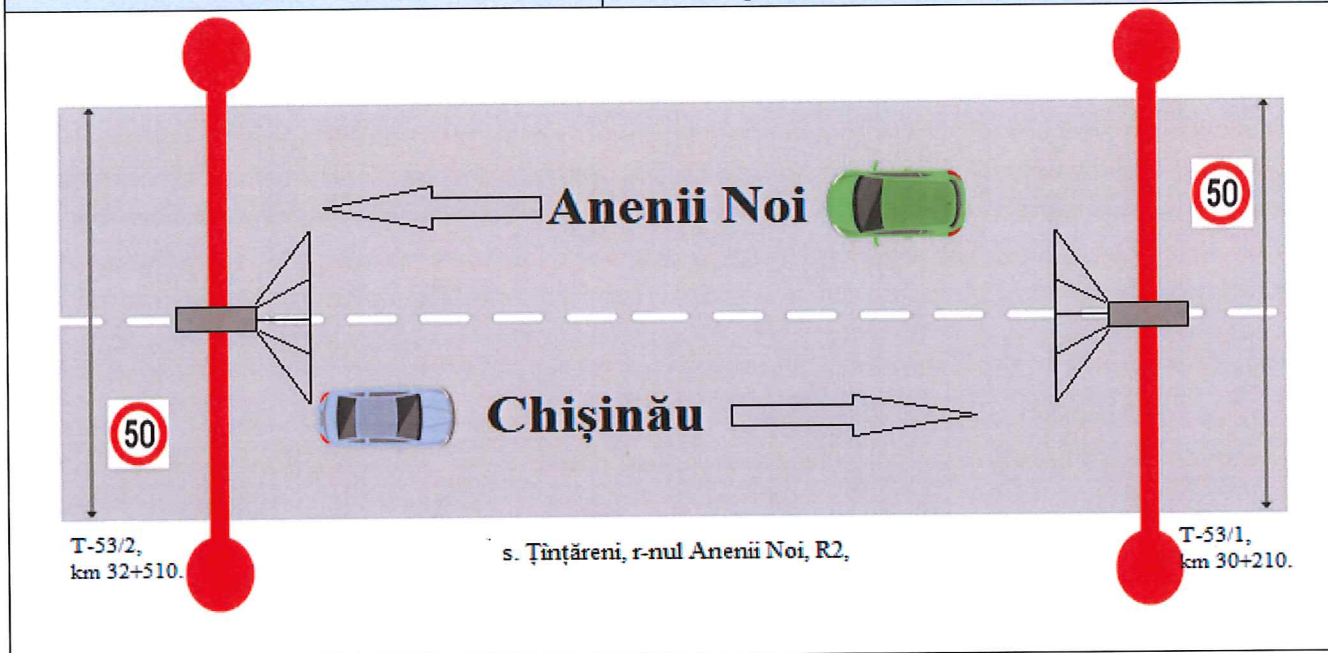 50
Anenii Noi
50
Chișinău
T-53/2,
km 32+510.
s. Țînțăreni, r-nul Anenii Noi, R2,
T-53/1,
km 30+210.